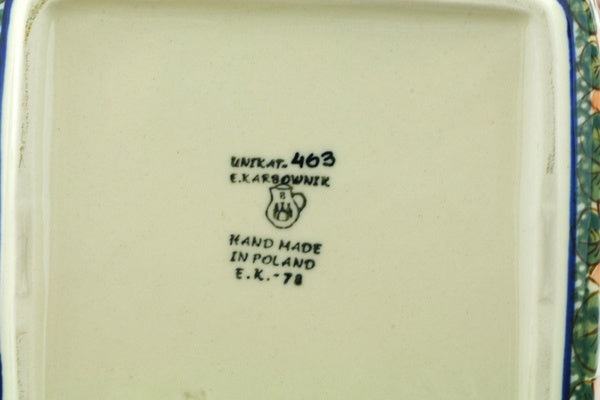 UNIKAT. 463
E. KARBOWNIK
B
HAND MADE
IN POLAND
E. K. - 78